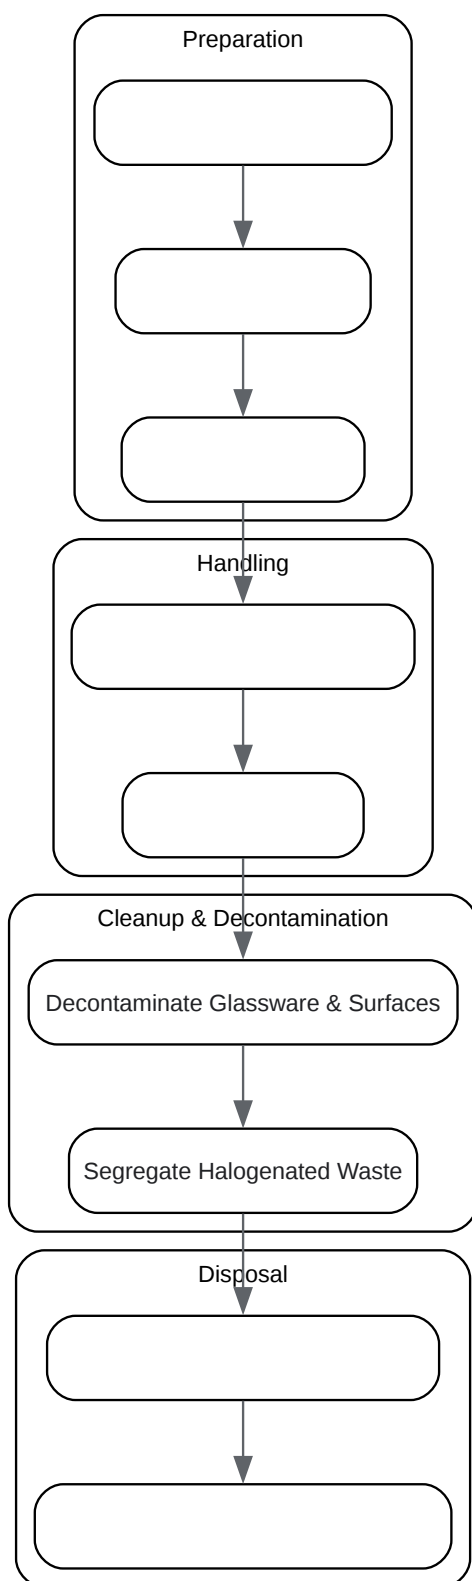 Preparation
Handling
Cleanup & Decontamination
Decontaminate Glassware & Surfaces
Segregate Halogenated Waste
Disposal